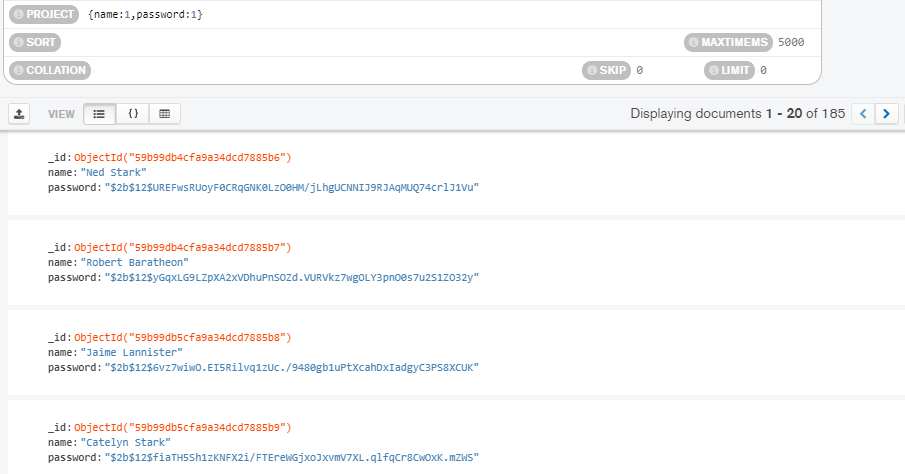 PROJECT {name:1,password:1}
SORT MAXTIMEMS 5000
COLLATION SKIP 0 LIMIT 0
VIEW { } Displaying documents 1 - 20 of 185 < >
_id:ObjectId("59b99db4cfa9a34dcd7885b6")
name:"Ned Stark"
password:"$2b$12$UREFwsRUoyF0CRqGNK0LzO0HM/jLhgUCNNIJ9RJAqMUQ74crlJ1Vu"
_id:ObjectId("59b99db4cfa9a34dcd7885b7")
name:"Robert Baratheon"
password:"$2b$12$yGqxLG9LZpXA2xVDhuPnSOZd.VURVkz7wgOLY3pnO0s7u2S1ZO32y"
_id:ObjectId("59b99db5cfa9a34dcd7885b8")
name:"Jaime Lannister"
password:"$2b$12$6vz7wiwO.EI5Rilvq1zUc./9480gb1uPtXcahDxIadgyC3PS8XCUK"
_id:ObjectId("59b99db5cfa9a34dcd7885b9")
name:"Catelyn Stark"
password:"$2b$12$fiaTH5Sh1zKNFX2i/FTEreWGjxoJxvmV7XL.qlfqCr8CwOxK.mZWS"